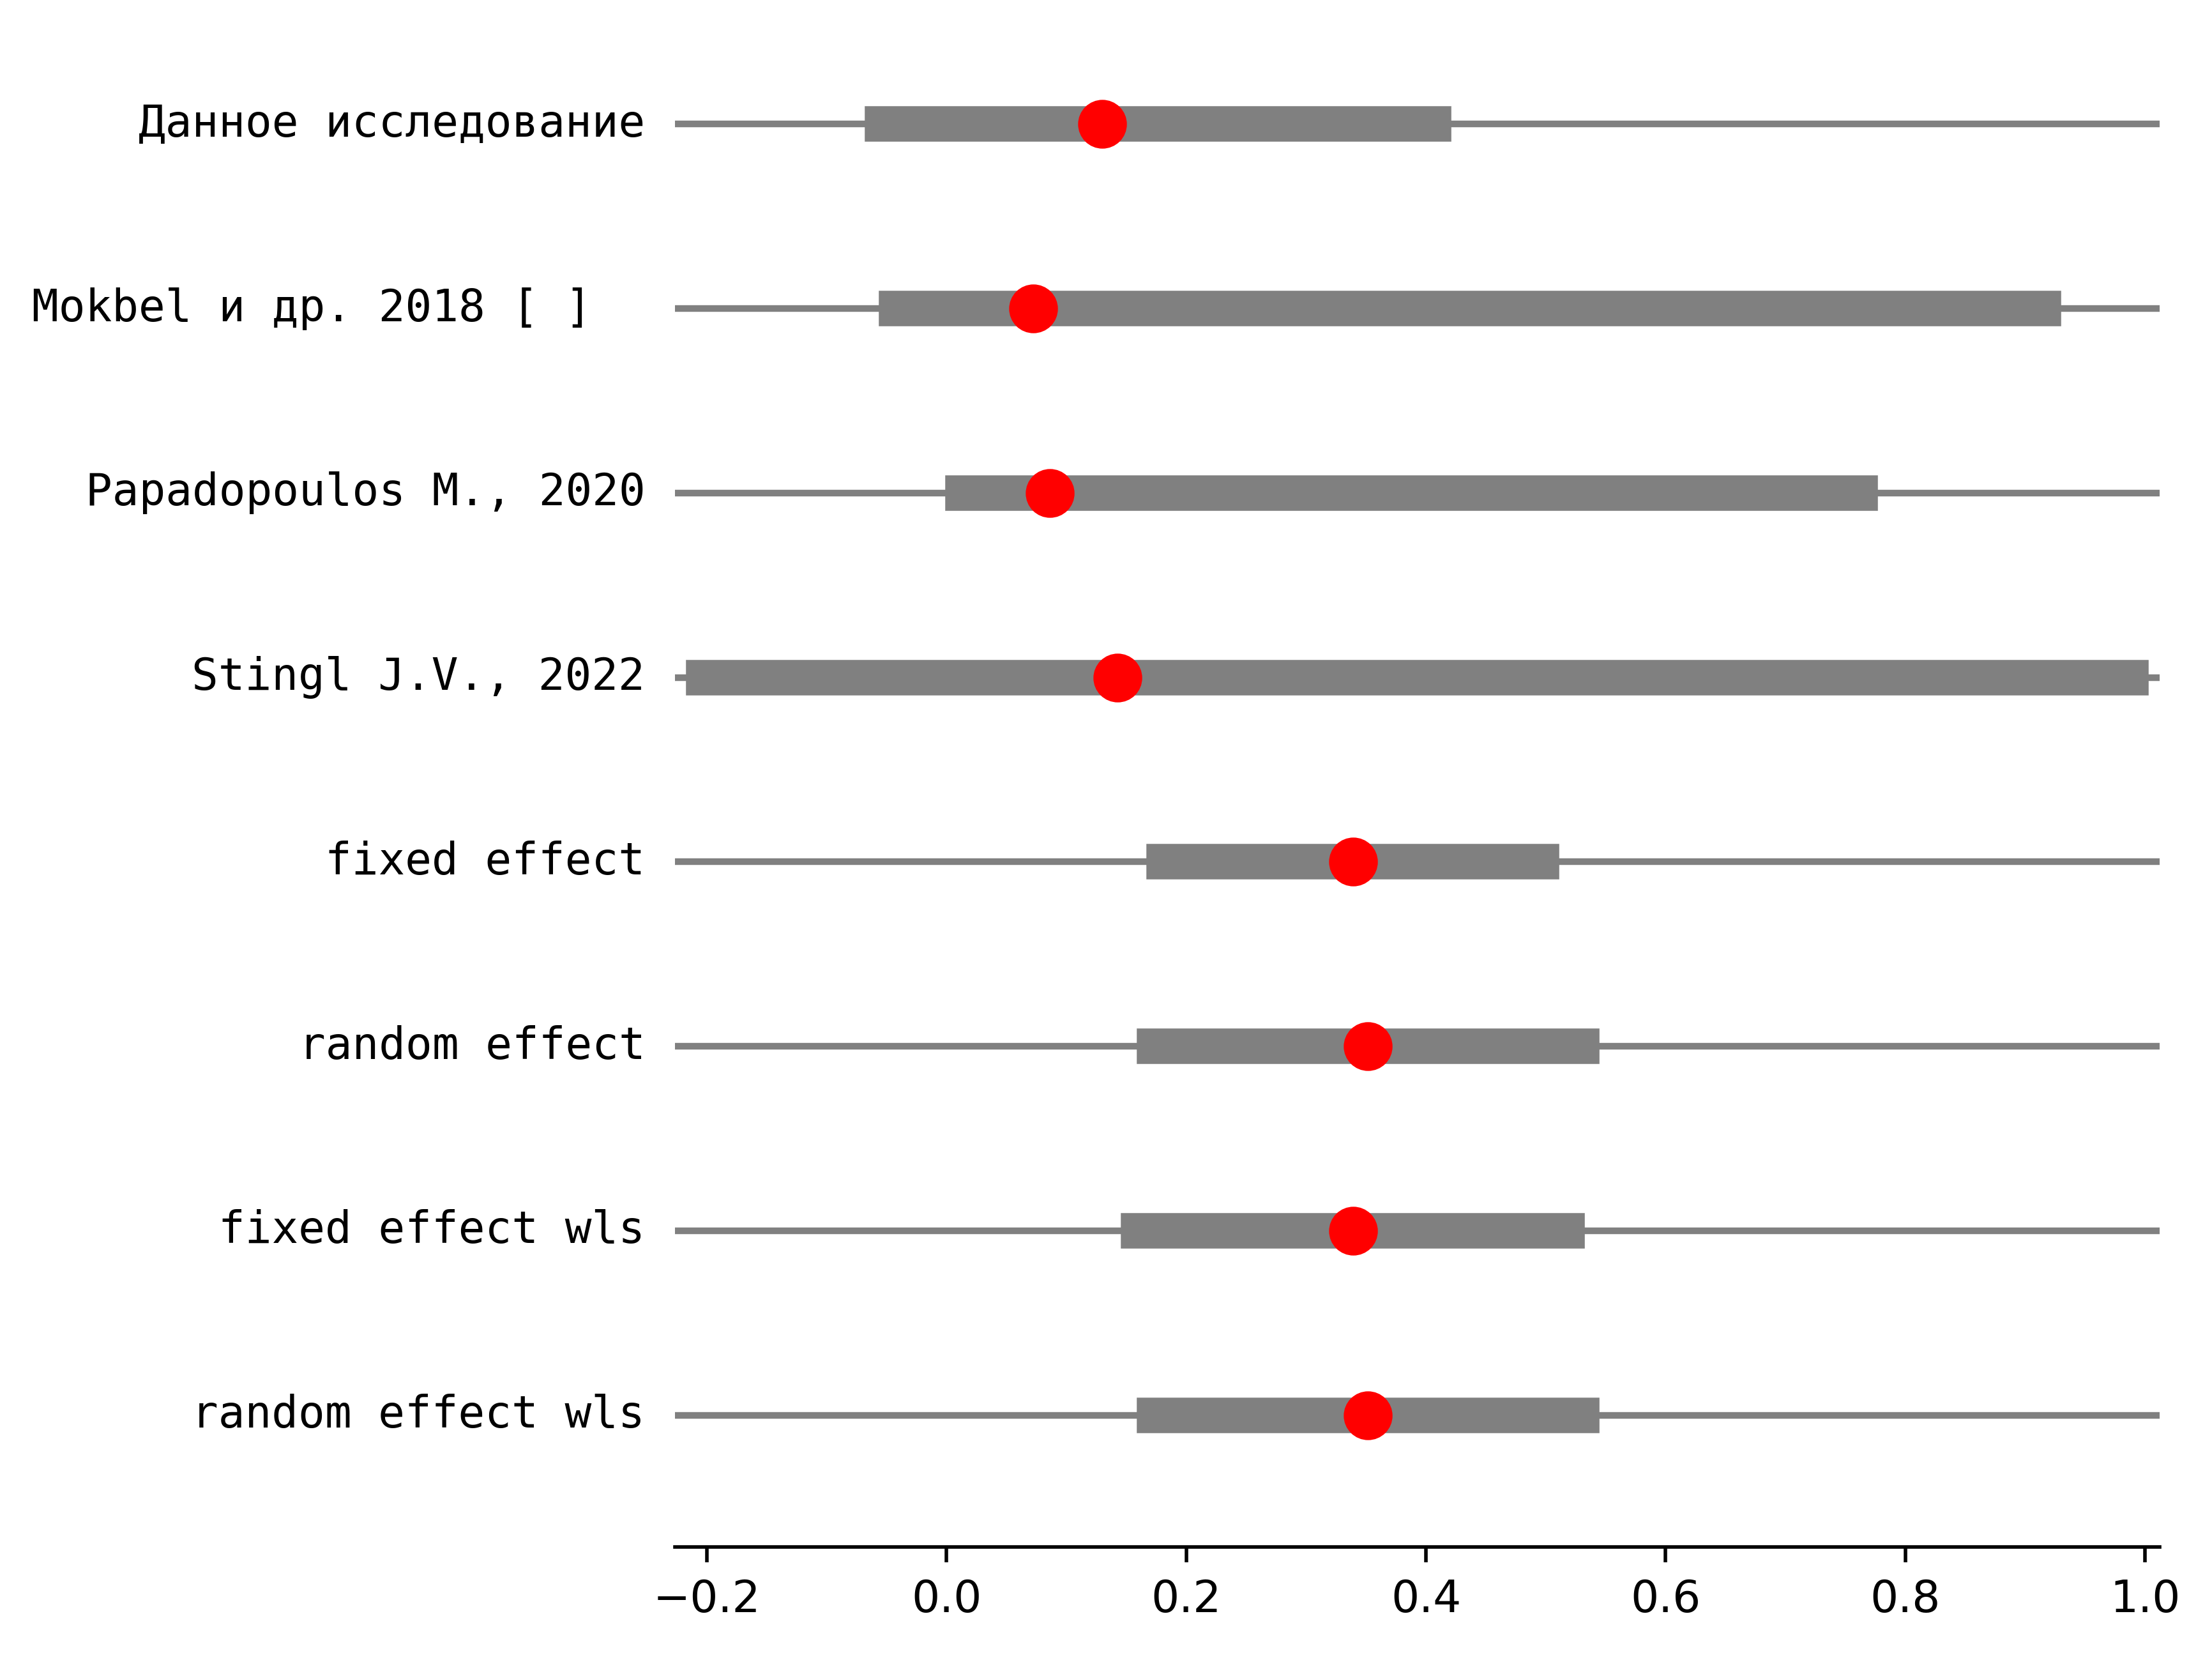 Данное исследование
Mokbel и др. 2018 [ ]
Papadopoulos M., 2020
Stingl J.V., 2022
fixed effect
random effect
fixed effect wls
random effect wls
−0.2 0.0 0.2 0.4 0.6 0.8 1.0